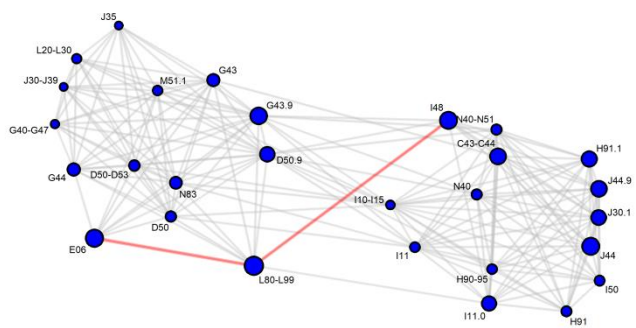 J35
L20-L30
J30-J39
M51.1
G43
G40-G47
G43.9
I48
N40-N51
C43-C44
H91.1
G44
D50-D53
D50.9
N83
J44.9
N40
I10-I15
J30.1
D50
E06
I11
J44
L80-L99
H90-95
I50
I11.0
H91